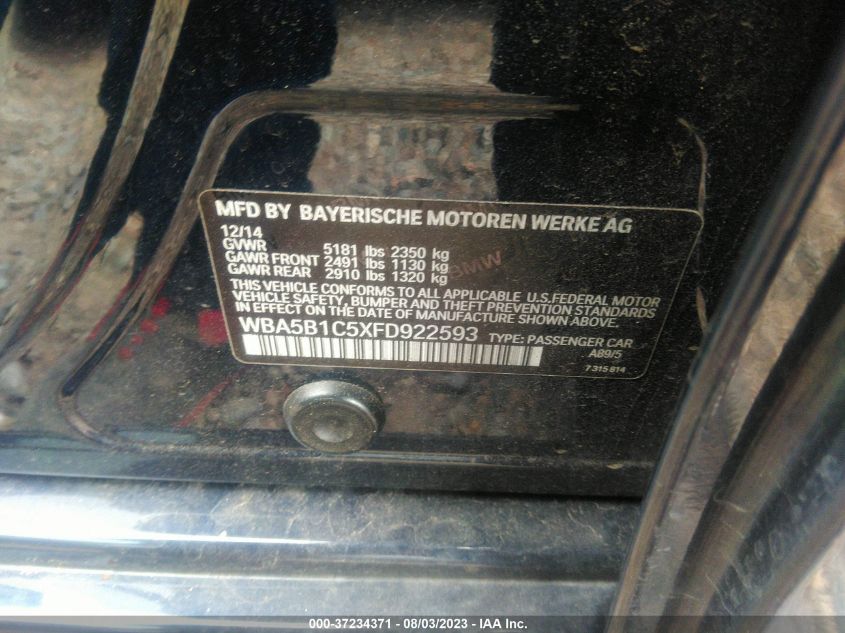 MFD BY BAYERISCHE MOTOREN WERKE AG
12/14
GVWR 5181 lbs 2350 kg
GAWR FRONT 2491 lbs 1130 kg
GAWR REAR 2910 lbs 1320 kg
BMW
THIS VEHICLE CONFORMS TO ALL APPLICABLE U.S.FEDERAL MOTOR
VEHICLE SAFETY, BUMPER AND THEFT PREVENTION STANDARDS
IN EFFECT ON THE DATE OF MANUFACTURE SHOWN ABOVE.
WBA5B1C5XFD922593 TYPE: PASSENGER CAR
A89/5
7 315 814
000-37234371 - 08/03/2023 - IAA Inc.